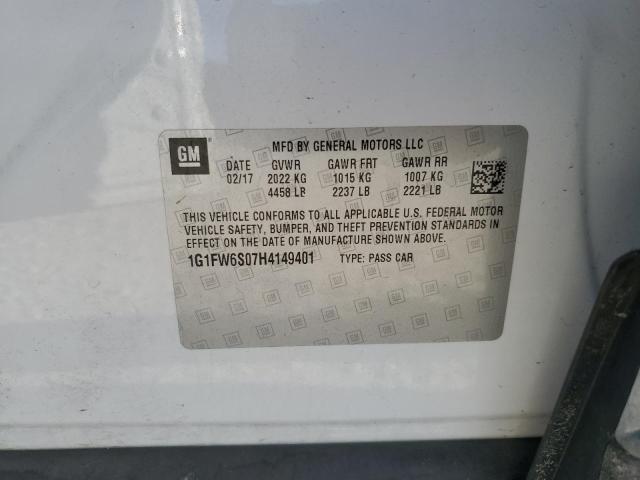 GM
MFD BY GENERAL MOTORS LLC
DATE GVWR GAWR FRT GAWR RR
02/17 2022 KG 1015 KG 1007 KG
4458 LB 2237 LB 2221 LB
THIS VEHICLE CONFORMS TO ALL APPLICABLE U.S. FEDERAL MOTOR
VEHICLE SAFETY, BUMPER, AND THEFT PREVENTION STANDARDS IN
EFFECT ON THE DATE OF MANUFACTURE SHOWN ABOVE.
1G1FW6S07H4149401 TYPE: PASS CAR